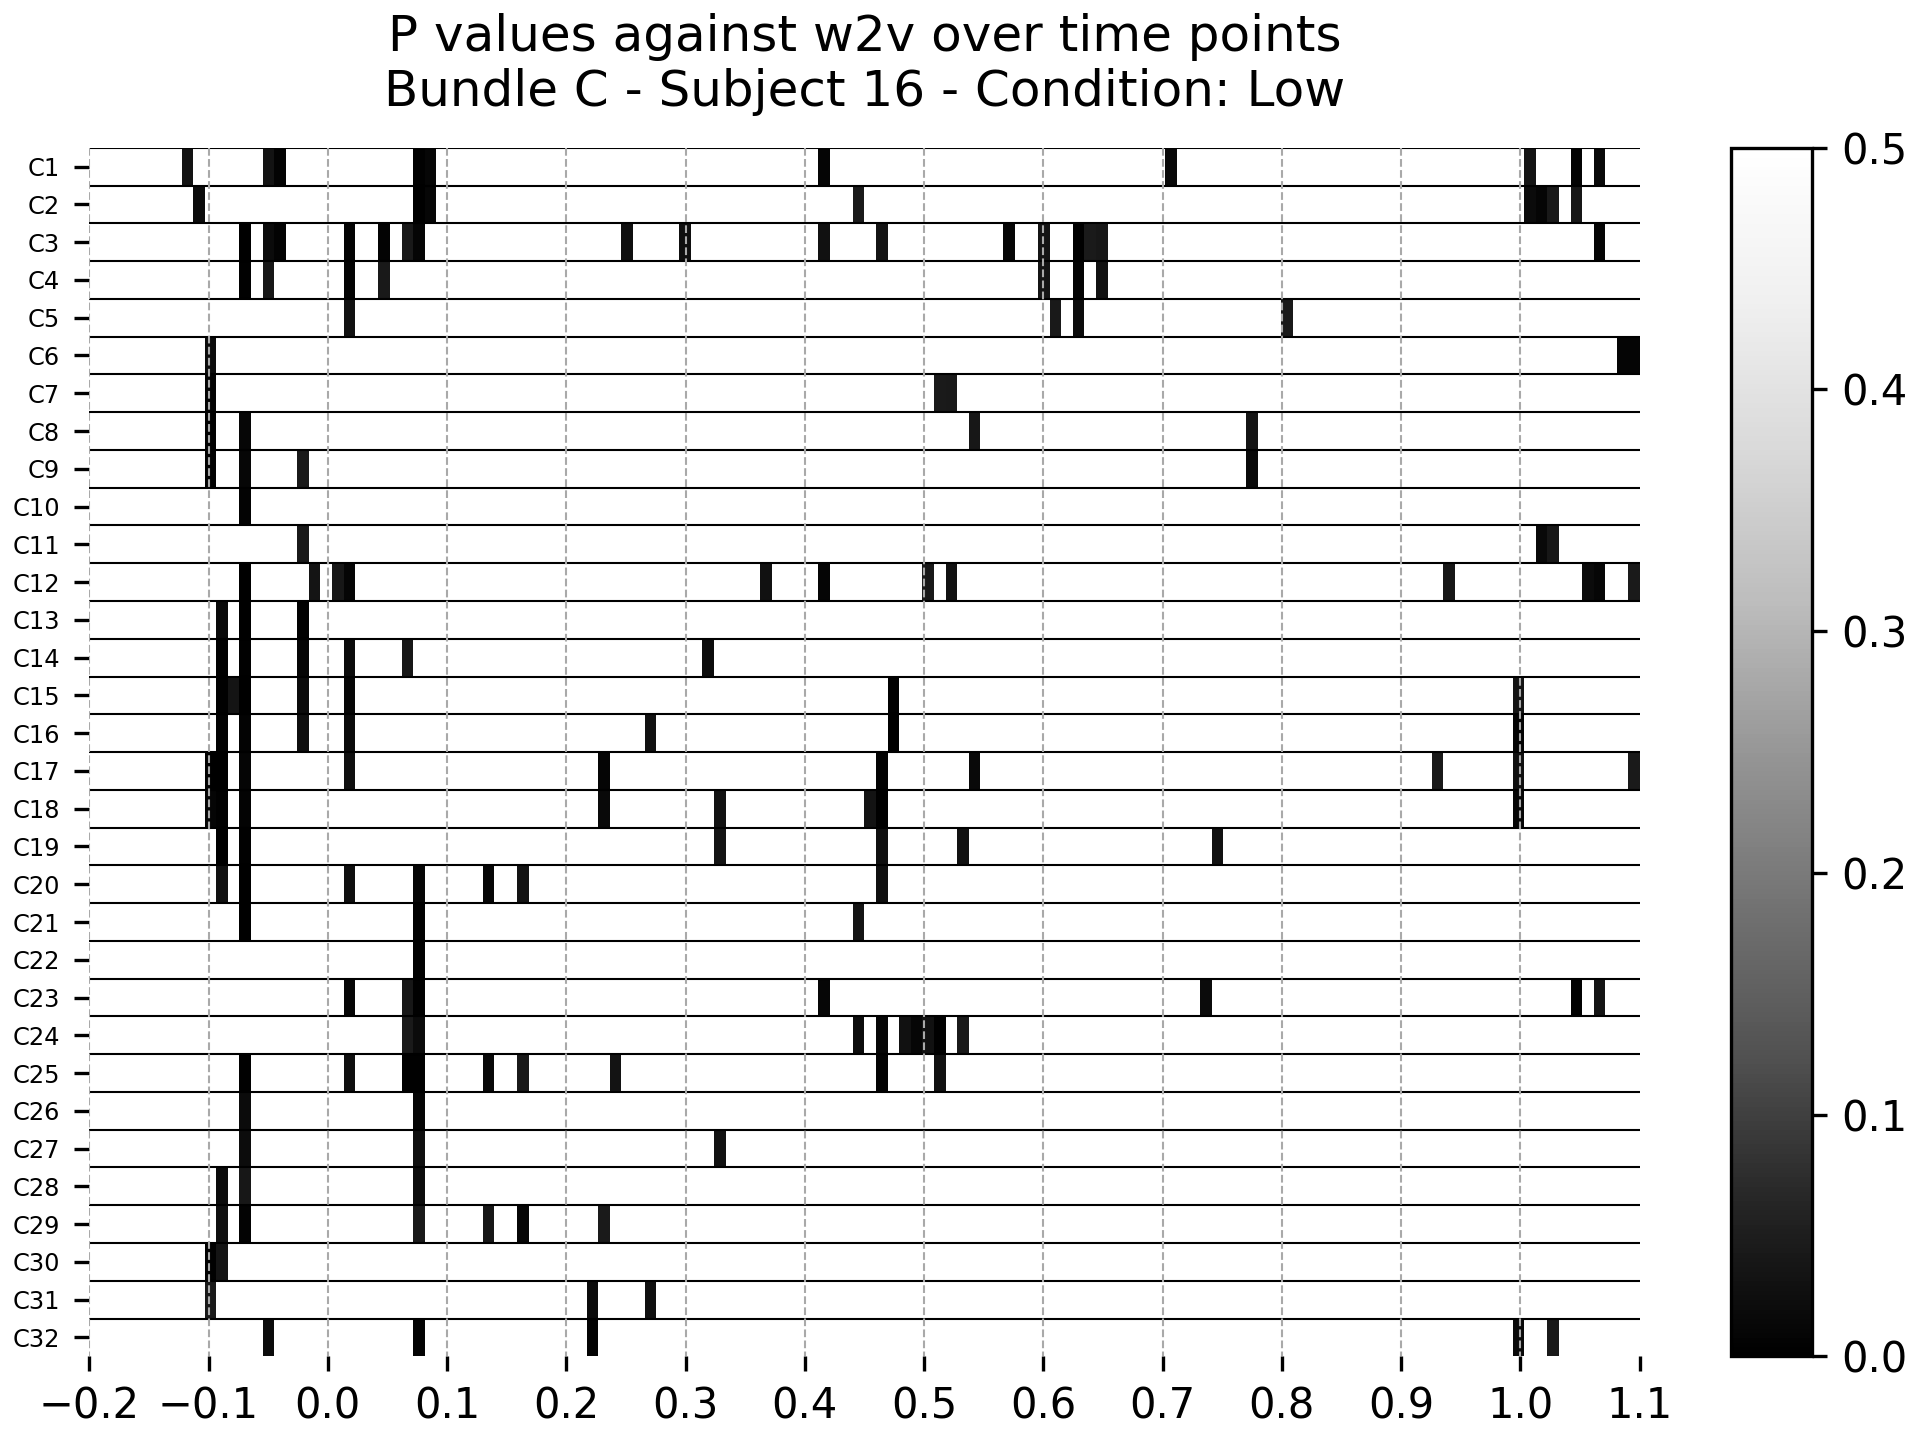 P values against w2v over time points
Bundle C - Subject 16 - Condition: Low
C1
C2
C3
C4
C5
C6
C7
C8
C9
C10
C11
C12
C13
C14
C15
C16
C17
C18
C19
C20
C21
C22
C23
C24
C25
C26
C27
C28
C29
C30
C31
C32
−0.2 −0.1 0.0 0.1 0.2 0.3 0.4 0.5 0.6 0.7 0.8 0.9 1.0 1.1
0.5
0.4
0.3
0.2
0.1
0.0